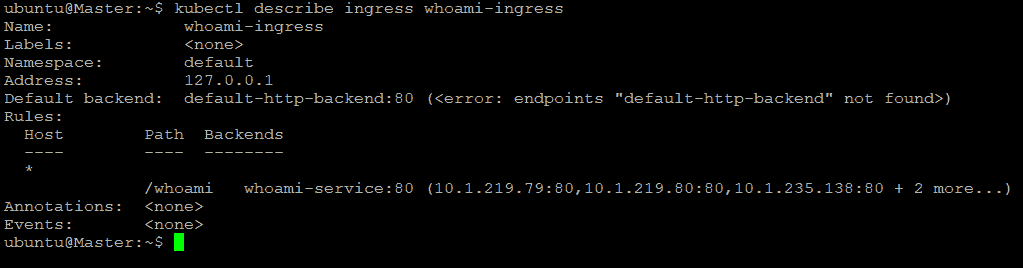 ubuntu@Master:~$ kubectl describe ingress whoami-ingress
Name:             whoami-ingress
Labels:           <none>
Namespace:        default
Address:          127.0.0.1
Default backend:  default-http-backend:80 (<error: endpoints "default-http-backend" not found>)
Rules:
  Host        Path  Backends
  ----        ----  --------
  *
              /whoami   whoami-service:80 (10.1.219.79:80,10.1.219.80:80,10.1.235.138:80 + 2 more...)
Annotations:  <none>
Events:       <none>
ubuntu@Master:~$